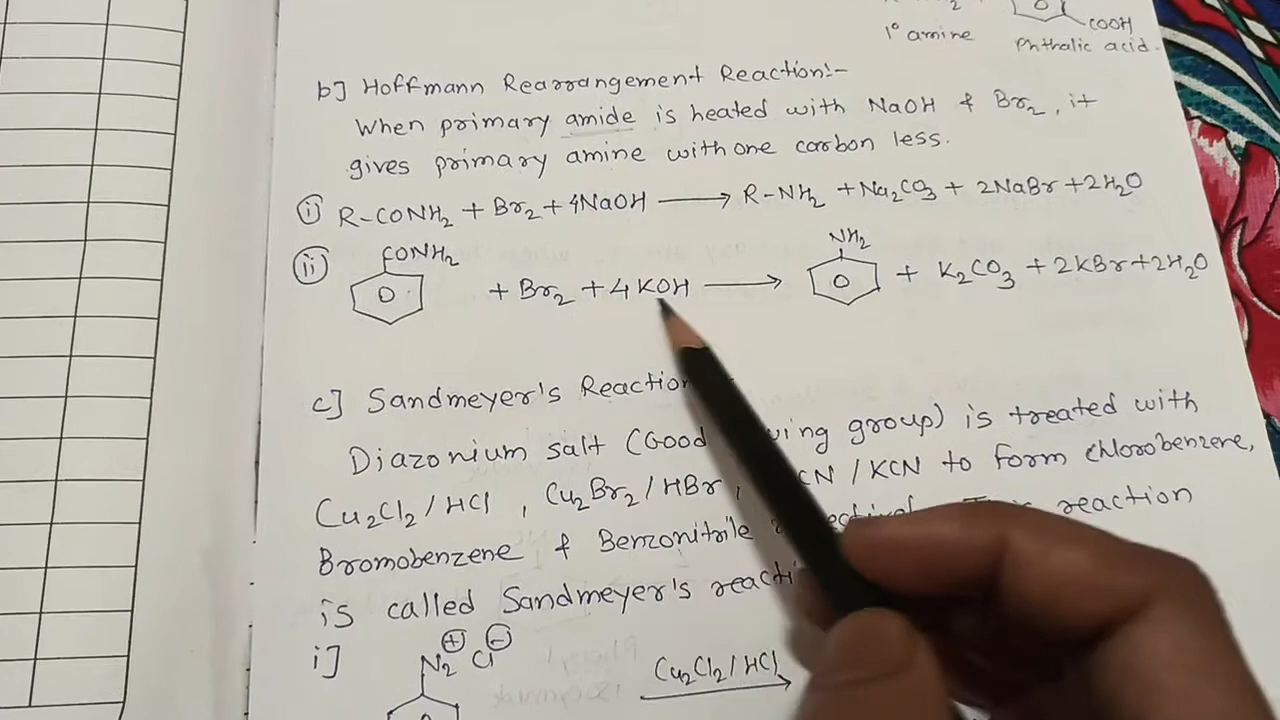 1° amine
COOH
Phthalic acid.
b] Hoffmann Rearrangement Reaction:-
When primary amide is heated with NaOH & Br₂, it
gives primary amine with one carbon less.
i R-CONH₂ + Br₂ + 4NaOH ⟶ R-NH₂ + Na₂CO₃ + 2NaBr + 2H₂O
CONH₂ NH₂
ii + Br₂ + 4KOH ⟶ + K₂CO₃ + 2KBr + 2H₂O
c] Sandmeyer's Reaction
Diazonium salt (Good group) is treated with
Cu₂Cl₂/HCl, Cu₂Br₂/HBr, /KCN to form chlorobenzene,
Bromobenzene & Benzonitrile reaction
is called Sandmeyer's
i] N₂ ⊕ Cl ⊖ Cu₂Cl₂/HCl ⟶